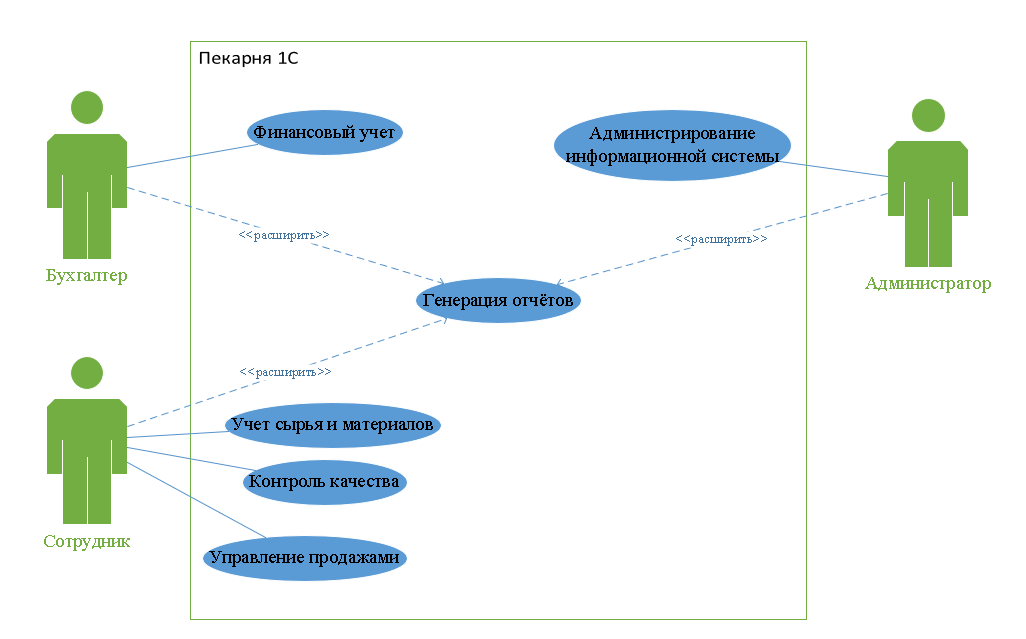 Пекарня 1С
Финансовый учет
Администрирование
информационной системы
<<расширить>>
<<расширить>>
Бухгалтер
Администратор
Генерация отчётов
<<расширить>>
Учет сырья и материалов
Контроль качества
Сотрудник
Управление продажами